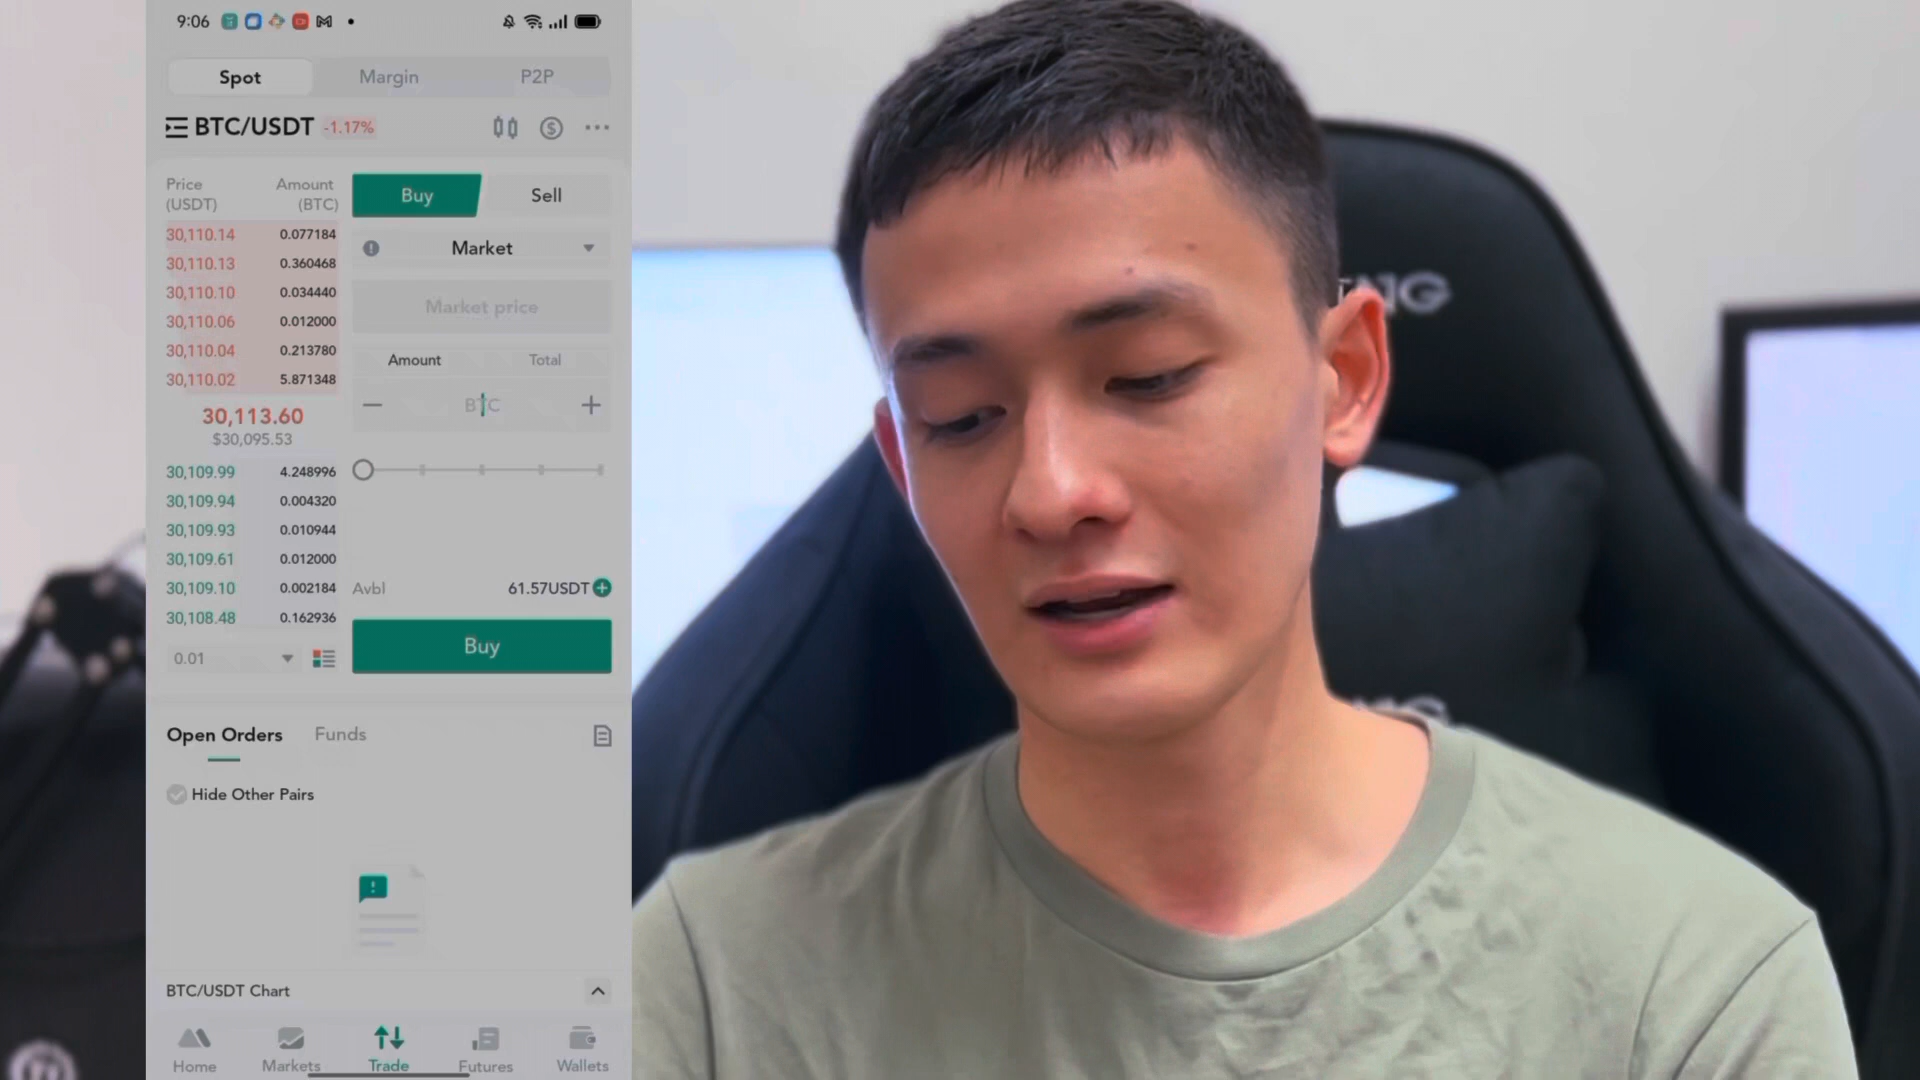 9:06
Spot Margin P2P
BTC/USDT -1.17%
Price (USDT) Amount (BTC)
30,110.14 0.077184
30,110.13 0.360468
30,110.10 0.034440
30,110.06 0.012000
30,110.04 0.213780
30,110.02 5.871348
30,113.60
$30,095.53
30,109.99 4.248996
30,109.94 0.004320
30,109.93 0.010944
30,109.61 0.012000
30,109.10 0.002184
30,108.48 0.162936
0.01
Buy Sell
Market
Market price
Amount Total
BTC
Avbl 61.57USDT
Buy
Open Orders Funds
Hide Other Pairs
BTC/USDT Chart
Home Markets Trade Futures Wallets